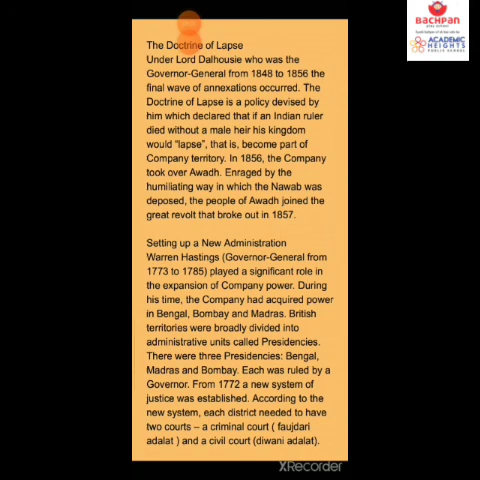 The Doctrine of Lapse
Under Lord Dalhousie who was the
Governor-General from 1848 to 1856 the
final wave of annexations occurred. The
Doctrine of Lapse is a policy devised by
him which declared that if an Indian ruler
died without a male heir his kingdom
would “lapse”, that is, become part of
Company territory. In 1856, the Company
took over Awadh. Enraged by the
humiliating way in which the Nawab was
deposed, the people of Awadh joined the
great revolt that broke out in 1857.
Setting up a New Administration
Warren Hastings (Governor-General from
1773 to 1785) played a significant role in
the expansion of Company power. During
his time, the Company had acquired power
in Bengal, Bombay and Madras. British
territories were broadly divided into
administrative units called Presidencies.
There were three Presidencies: Bengal,
Madras and Bombay. Each was ruled by a
Governor. From 1772 a new system of
justice was established. According to the
new system, each district needed to have
two courts – a criminal court ( faujdari
adalat ) and a civil court (diwani adalat).
BACHPAN
ACADEMIC
HEIGHTS
PUBLIC SCHOOL
XRecorder